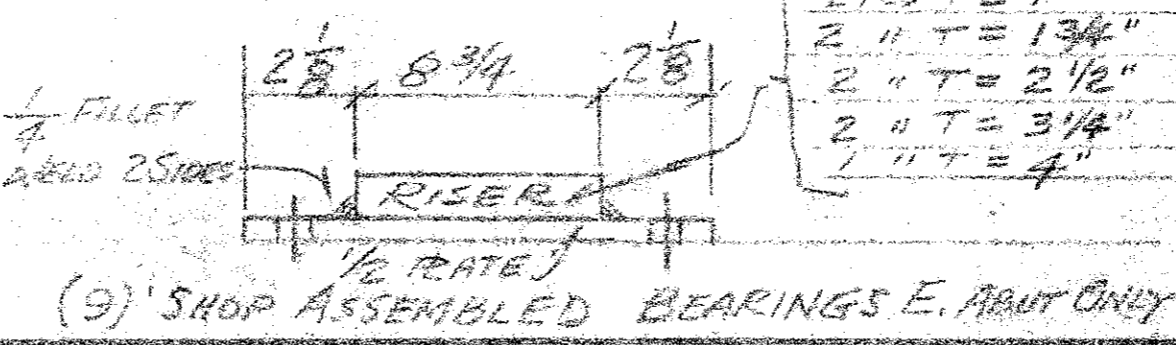 2 " T = 1 3/4"
2 " T = 2 1/2"
2 " T = 3 1/4"
1 " T = 4"
2 1/8 8 3/4 2 1/8
1/4 FILLET
WELD 2 SIDES
RISER
1/2 PLATE
(9) SHOP ASSEMBLED BEARINGS E. ABUT ONLY